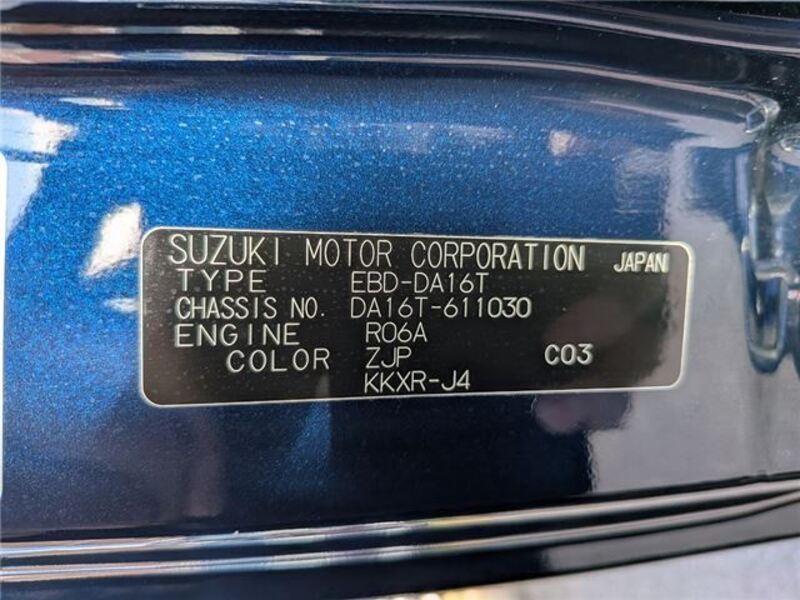 SUZUKI MOTOR CORPORATION JAPAN
TYPE EBD-DA16T
CHASSIS NO. DA16T-611030
ENGINE R06A
COLOR ZJP C03
KKXR-J4